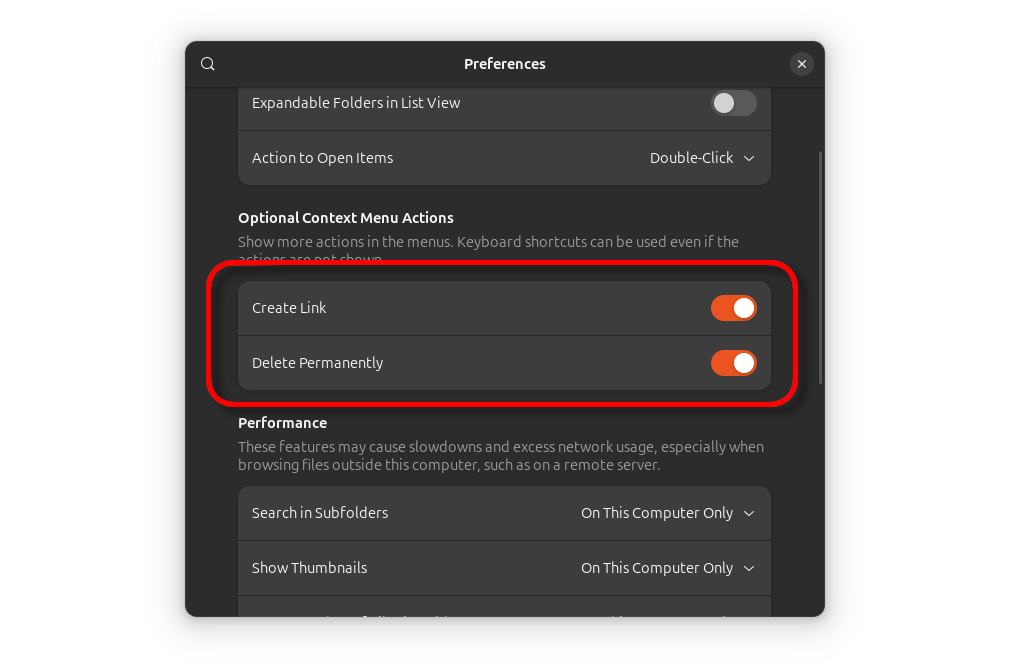 Preferences
Expandable Folders in List View
Action to Open Items Double-Click
Optional Context Menu Actions
Show more actions in the menus. Keyboard shortcuts can be used even if the
actions are not shown.
Create Link
Delete Permanently
Performance
These features may cause slowdowns and excess network usage, especially when
browsing files outside this computer, such as on a remote server.
Search in Subfolders On This Computer Only
Show Thumbnails On This Computer Only